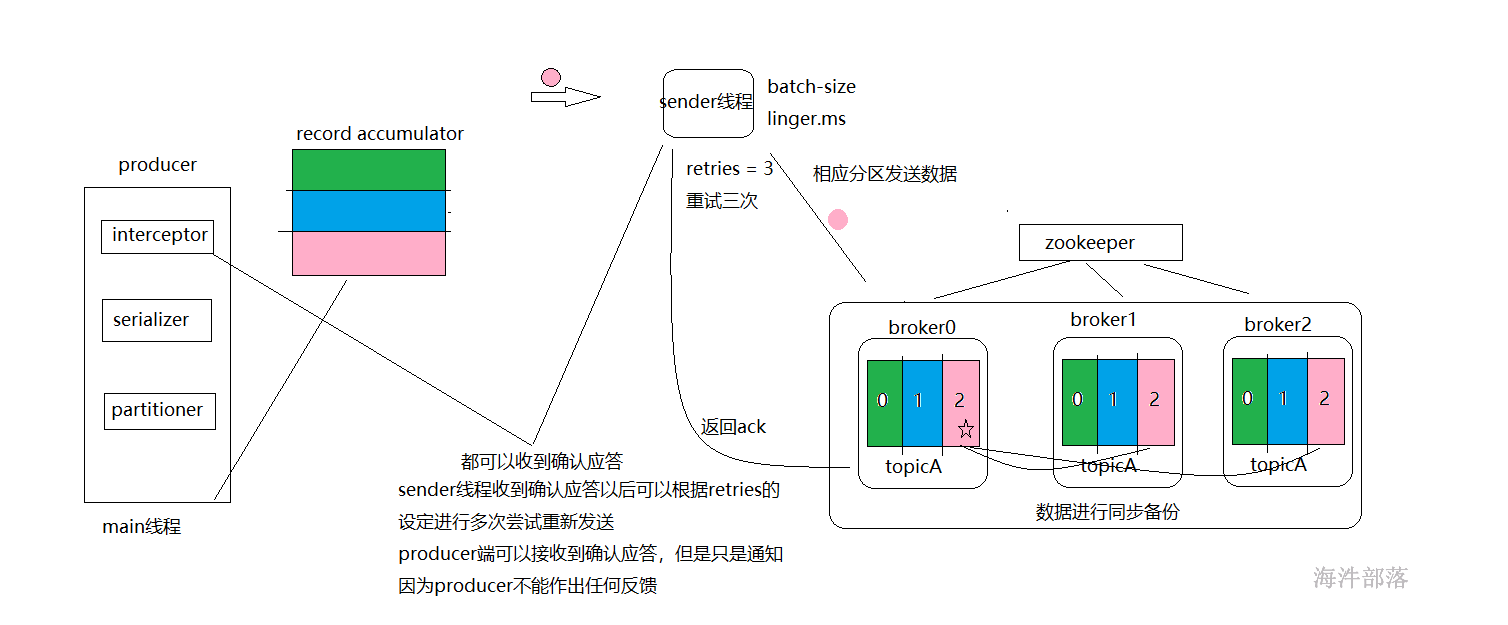 producer
interceptor
serializer
partitioner
main线程
record accumulator
sender线程
batch-size
linger.ms
retries = 3
重试三次
相应分区发送数据
返回ack
都可以收到确认应答
sender线程收到确认应答以后可以根据retries的
设定进行多次尝试重新发送
producer端可以接收到确认应答，但是只是通知
因为producer不能作出任何反馈
zookeeper
broker0
0 1 2
topicA
broker1
0 1 2
topicA
broker2
0 1 2
topicA
数据进行同步备份
海汼部落